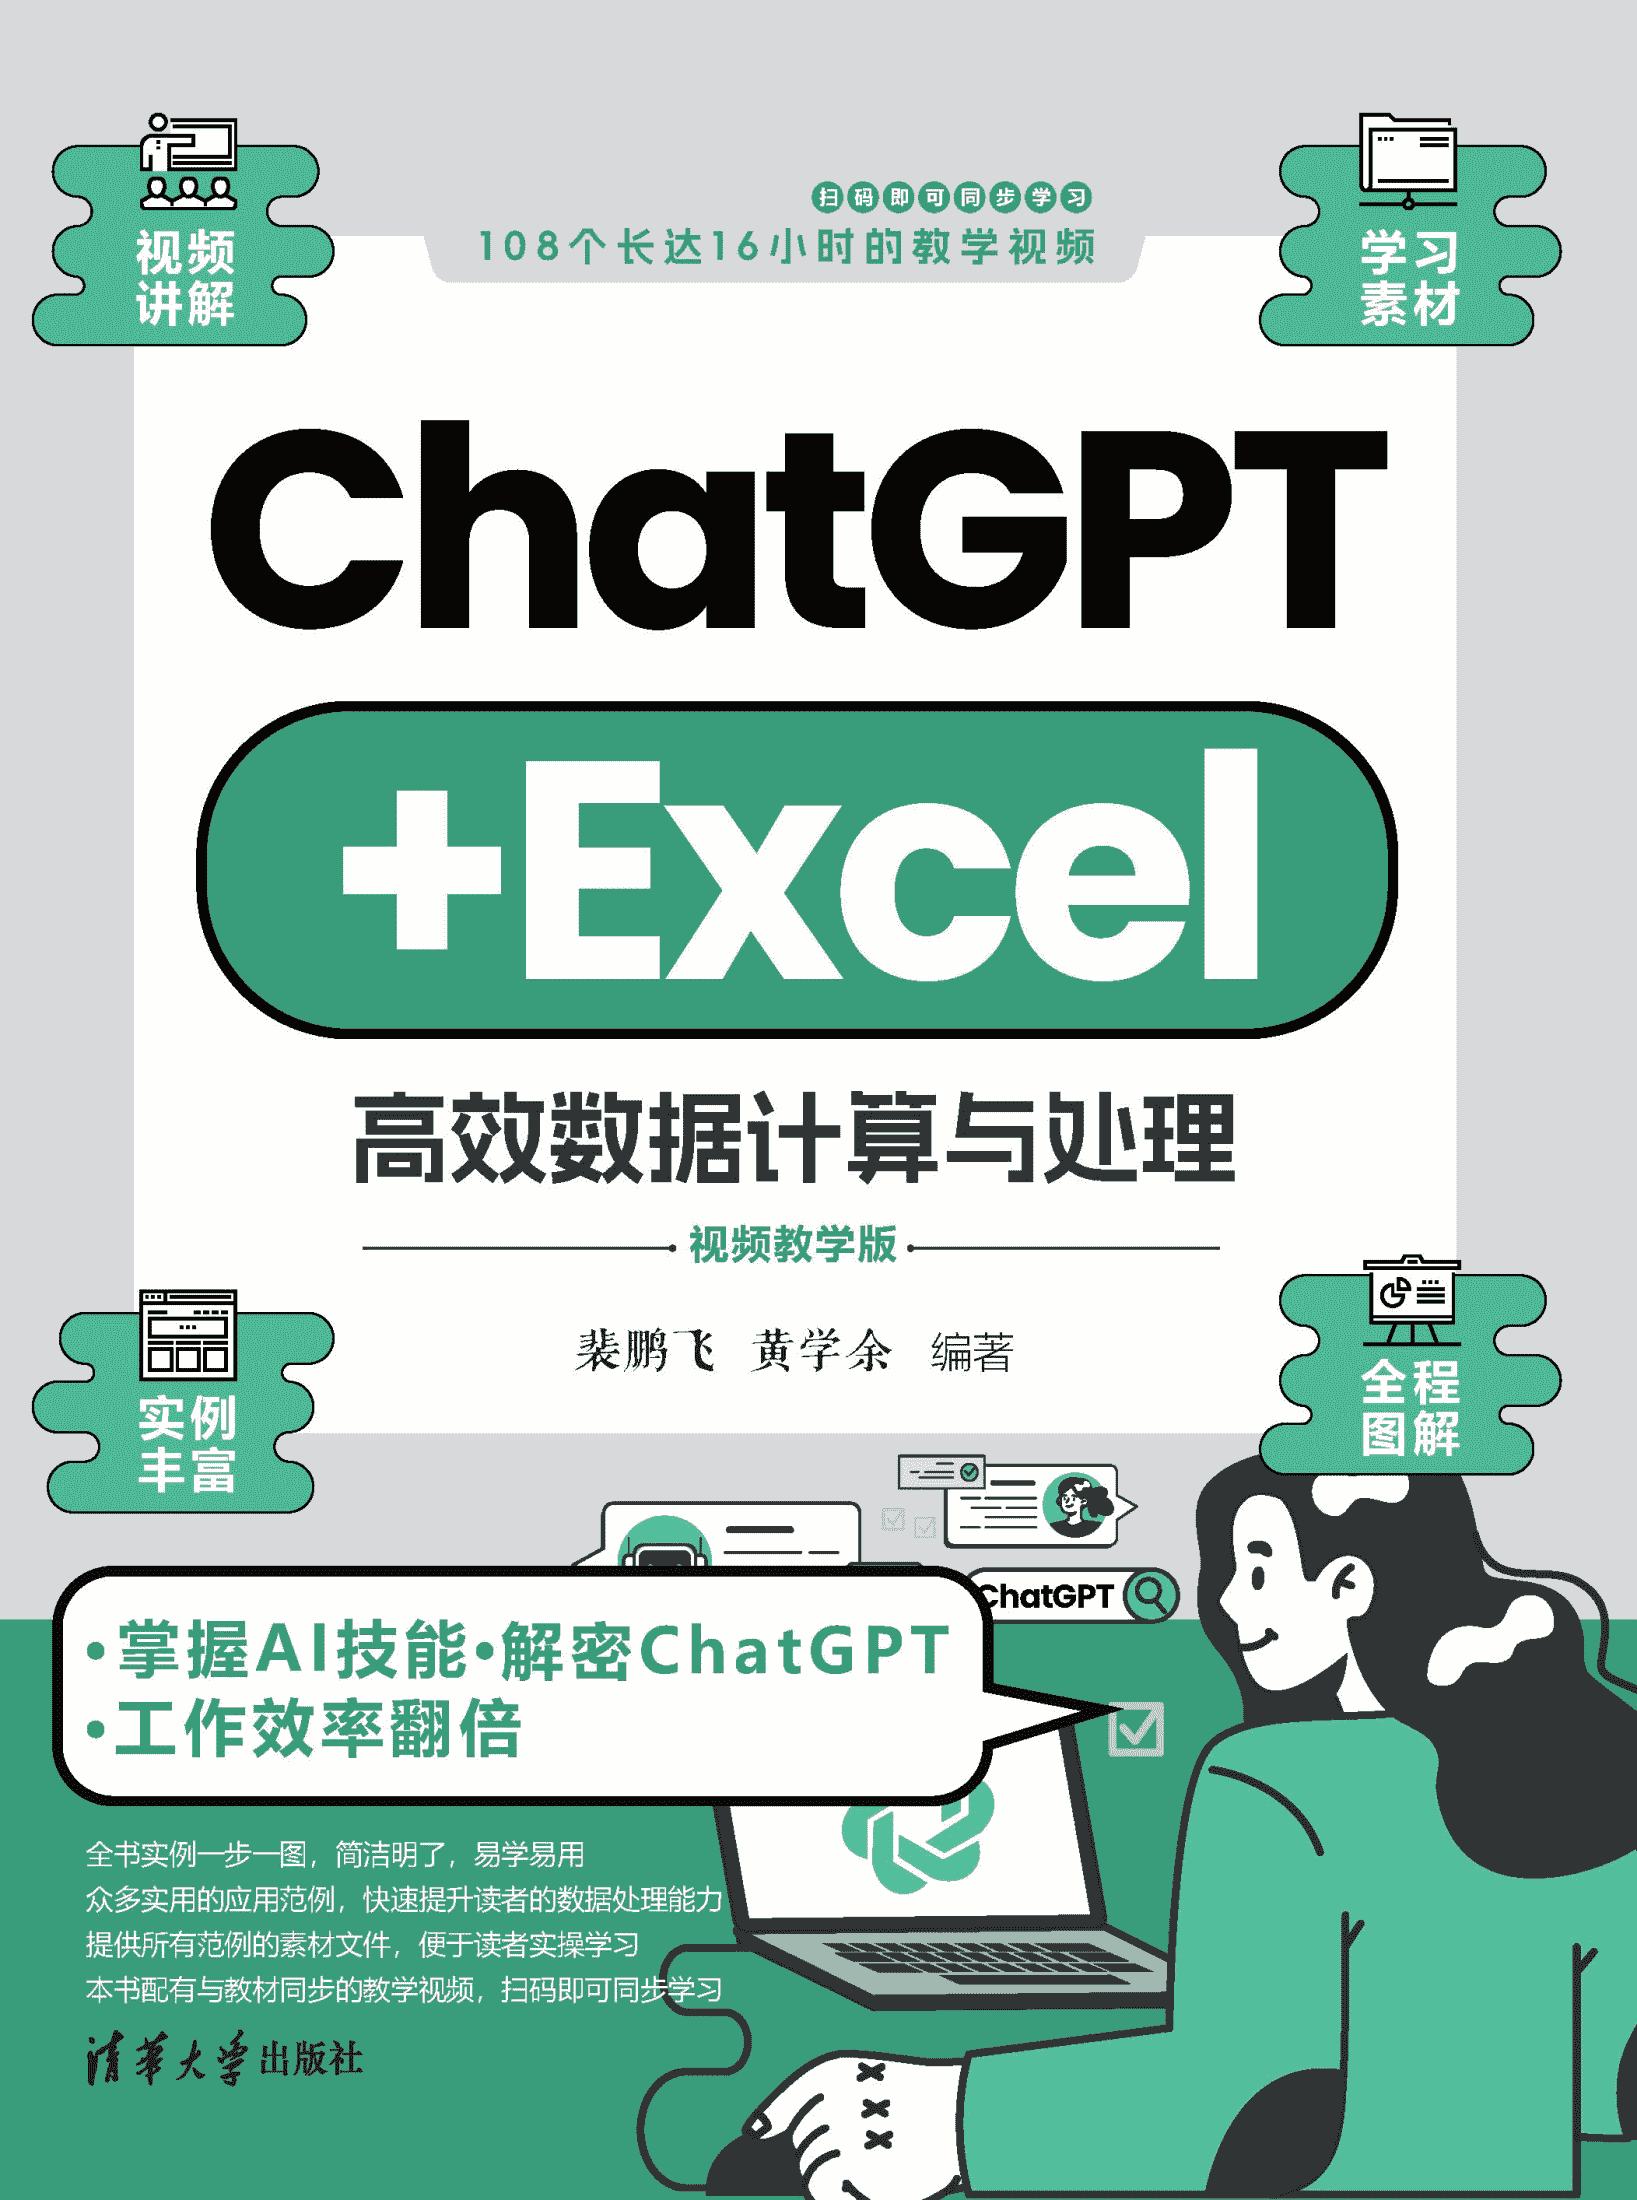 扫码即可同步学习
108个长达16小时的教学视频
视频
讲解
学习
素材
ChatGPT
+Excel
高效数据计算与处理
视频教学版
裴鹏飞 黄学余 编著
实例
丰富
全程
图解
ChatGPT
•掌握AI技能•解密ChatGPT
•工作效率翻倍
全书实例一步一图，简洁明了，易学易用
众多实用的应用范例，快速提升读者的数据处理能力
提供所有范例的素材文件，便于读者实操学习
本书配有与教材同步的教学视频，扫码即可同步学习
清华大学出版社